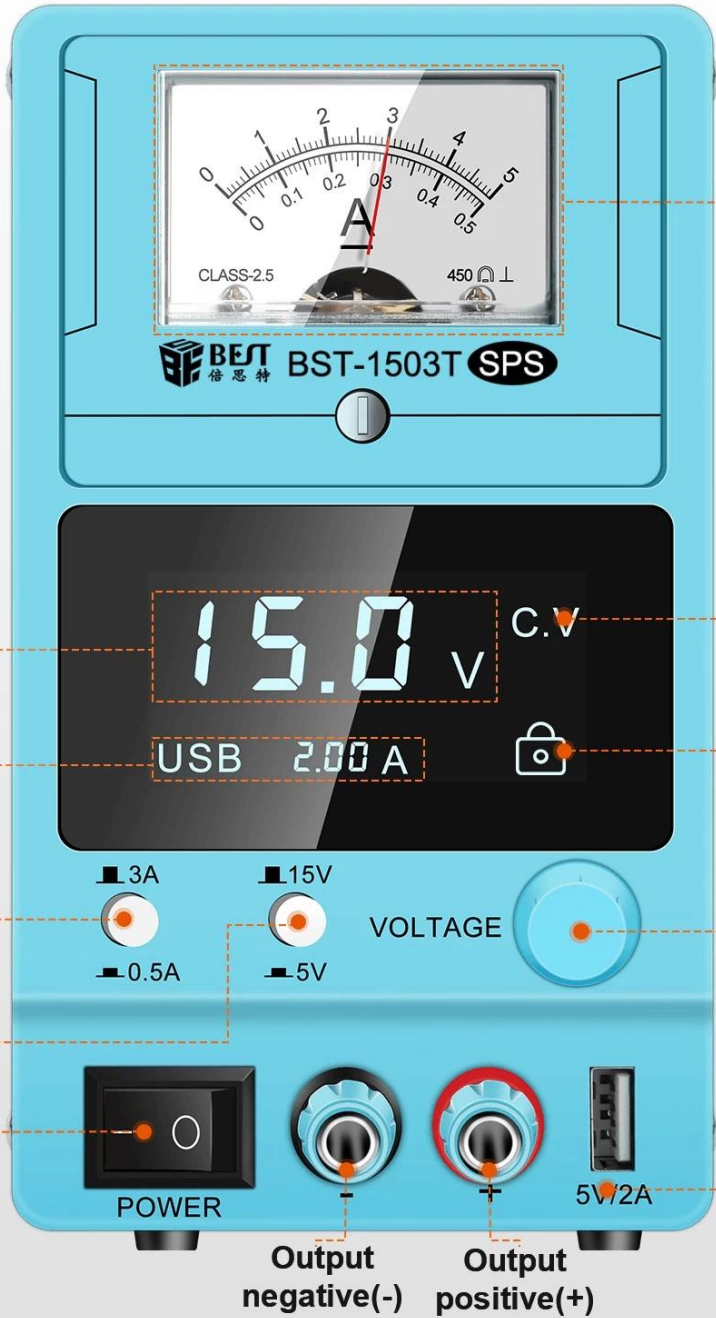 0 1 2 3 4 5
0 0.1 0.2 0.3 0.4 0.5
A
CLASS-2.5 450
BEST
倍思特
BST-1503T SPS
15.0 V C.V
USB 2.00 A
3A 15V
VOLTAGE
0.5A 5V
POWER
- +
5V/2A
Output
negative(-)
Output
positive(+)